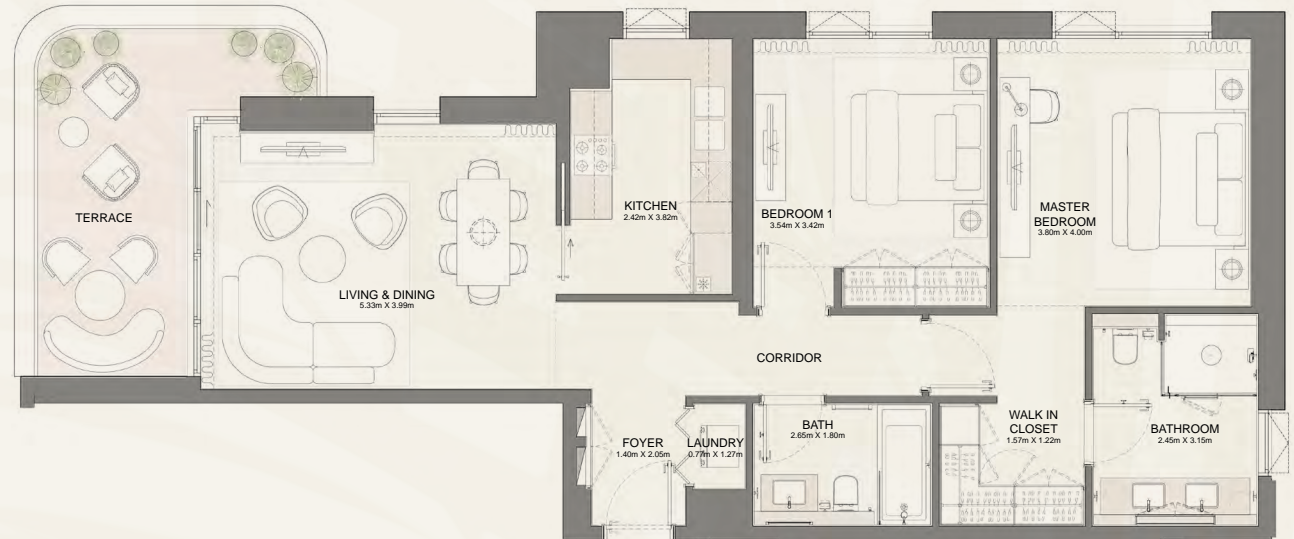 TERRACE
LIVING & DINING
5.33m X 3.99m
KITCHEN
2.42m X 3.82m
BEDROOM 1
3.54m X 3.42m
MASTER
BEDROOM
3.80m X 4.00m
CORRIDOR
FOYER
1.40m X 2.05m
LAUNDRY
0.77m X 1.27m
BATH
2.65m X 1.80m
WALK IN
CLOSET
1.57m X 1.22m
BATHROOM
2.45m X 3.15m